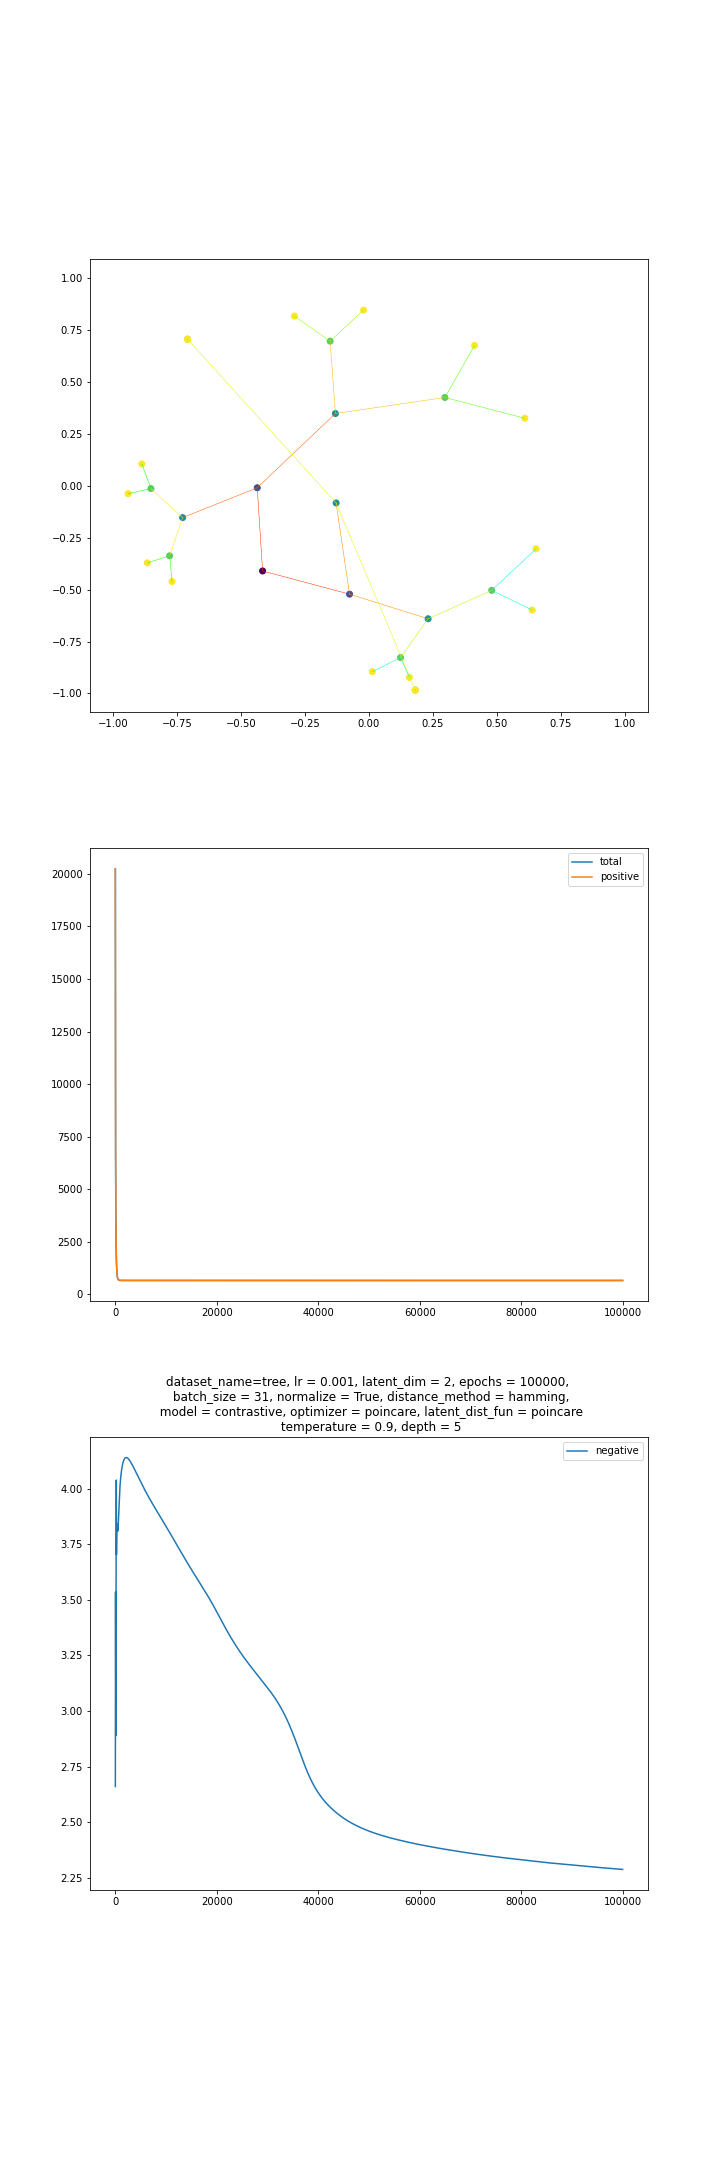 1.00
0.75
0.50
0.25
0.00
−0.25
−0.50
−0.75
−1.00
−1.00 −0.75 −0.50 −0.25 0.00 0.25 0.50 0.75 1.00
total
positive
20000
17500
15000
12500
10000
7500
5000
2500
0
0 20000 40000 60000 80000 100000
dataset_name=tree, lr = 0.001, latent_dim = 2, epochs = 100000,
batch_size = 31, normalize = True, distance_method = hamming,
model = contrastive, optimizer = poincare, latent_dist_fun = poincare
temperature = 0.9, depth = 5
negative
4.00
3.75
3.50
3.25
3.00
2.75
2.50
2.25
0 20000 40000 60000 80000 100000